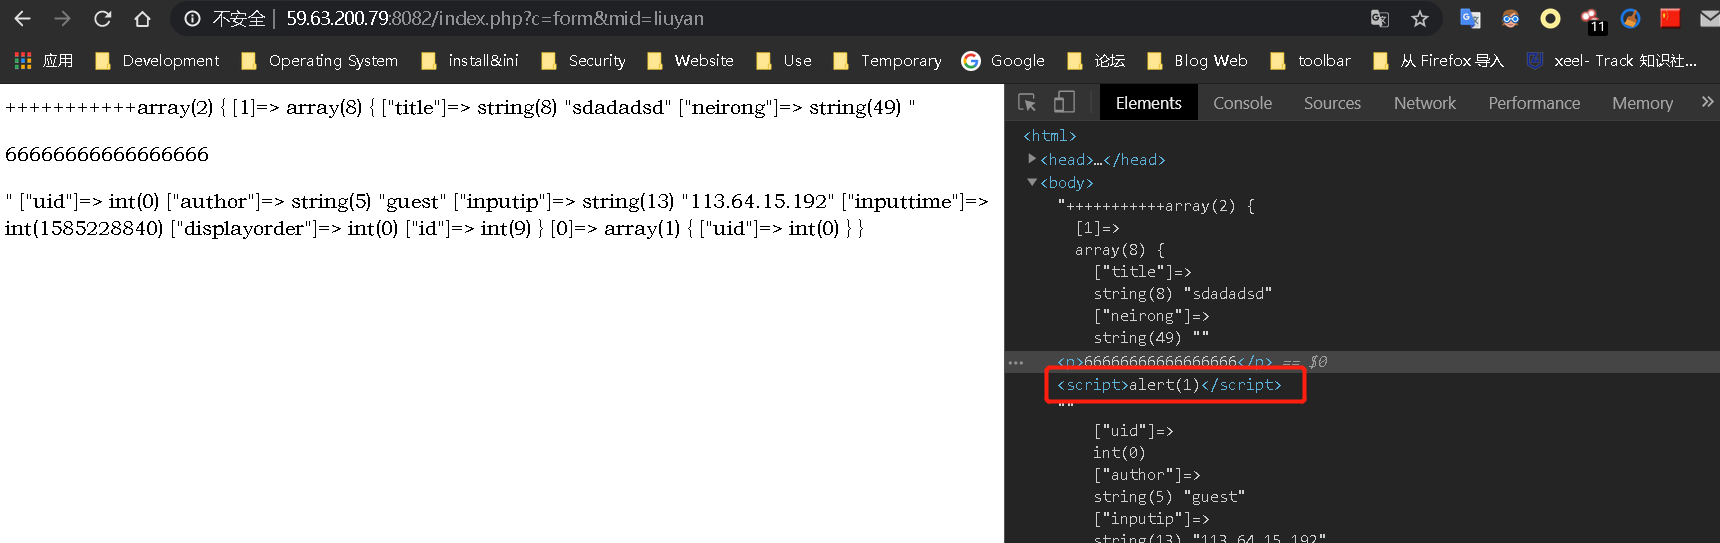 不安全 | 59.63.200.79:8082/index.php?c=form&mid=liuyan
11
应用 Development Operating System install&ini Security Website Use Temporary Google 论坛 Blog Web toolbar 从 Firefox 导入 xeel- Track 知识社...
+++++++++++array(2) { [1]=> array(8) { ["title"]=> string(8) "sdadadsd" ["neirong"]=> string(49) "
66666666666666666
" ["uid"]=> int(0) ["author"]=> string(5) "guest" ["inputip"]=> string(13) "113.64.15.192" ["inputtime"]=>
int(1585228840) ["displayorder"]=> int(0) ["id"]=> int(9) } [0]=> array(1) { ["uid"]=> int(0) } }
Elements Console Sources Network Performance Memory »
<html>
<head>…</head>
<body>
"+++++++++++array(2) {
[1]=>
array(8) {
["title"]=>
string(8) "sdadadsd"
["neirong"]=>
string(49) ""
<p>66666666666666666</p> == $0
<script>alert(1)</script>
""
["uid"]=>
int(0)
["author"]=>
string(5) "guest"
["inputip"]=>
string(13) "113.64.15.192"